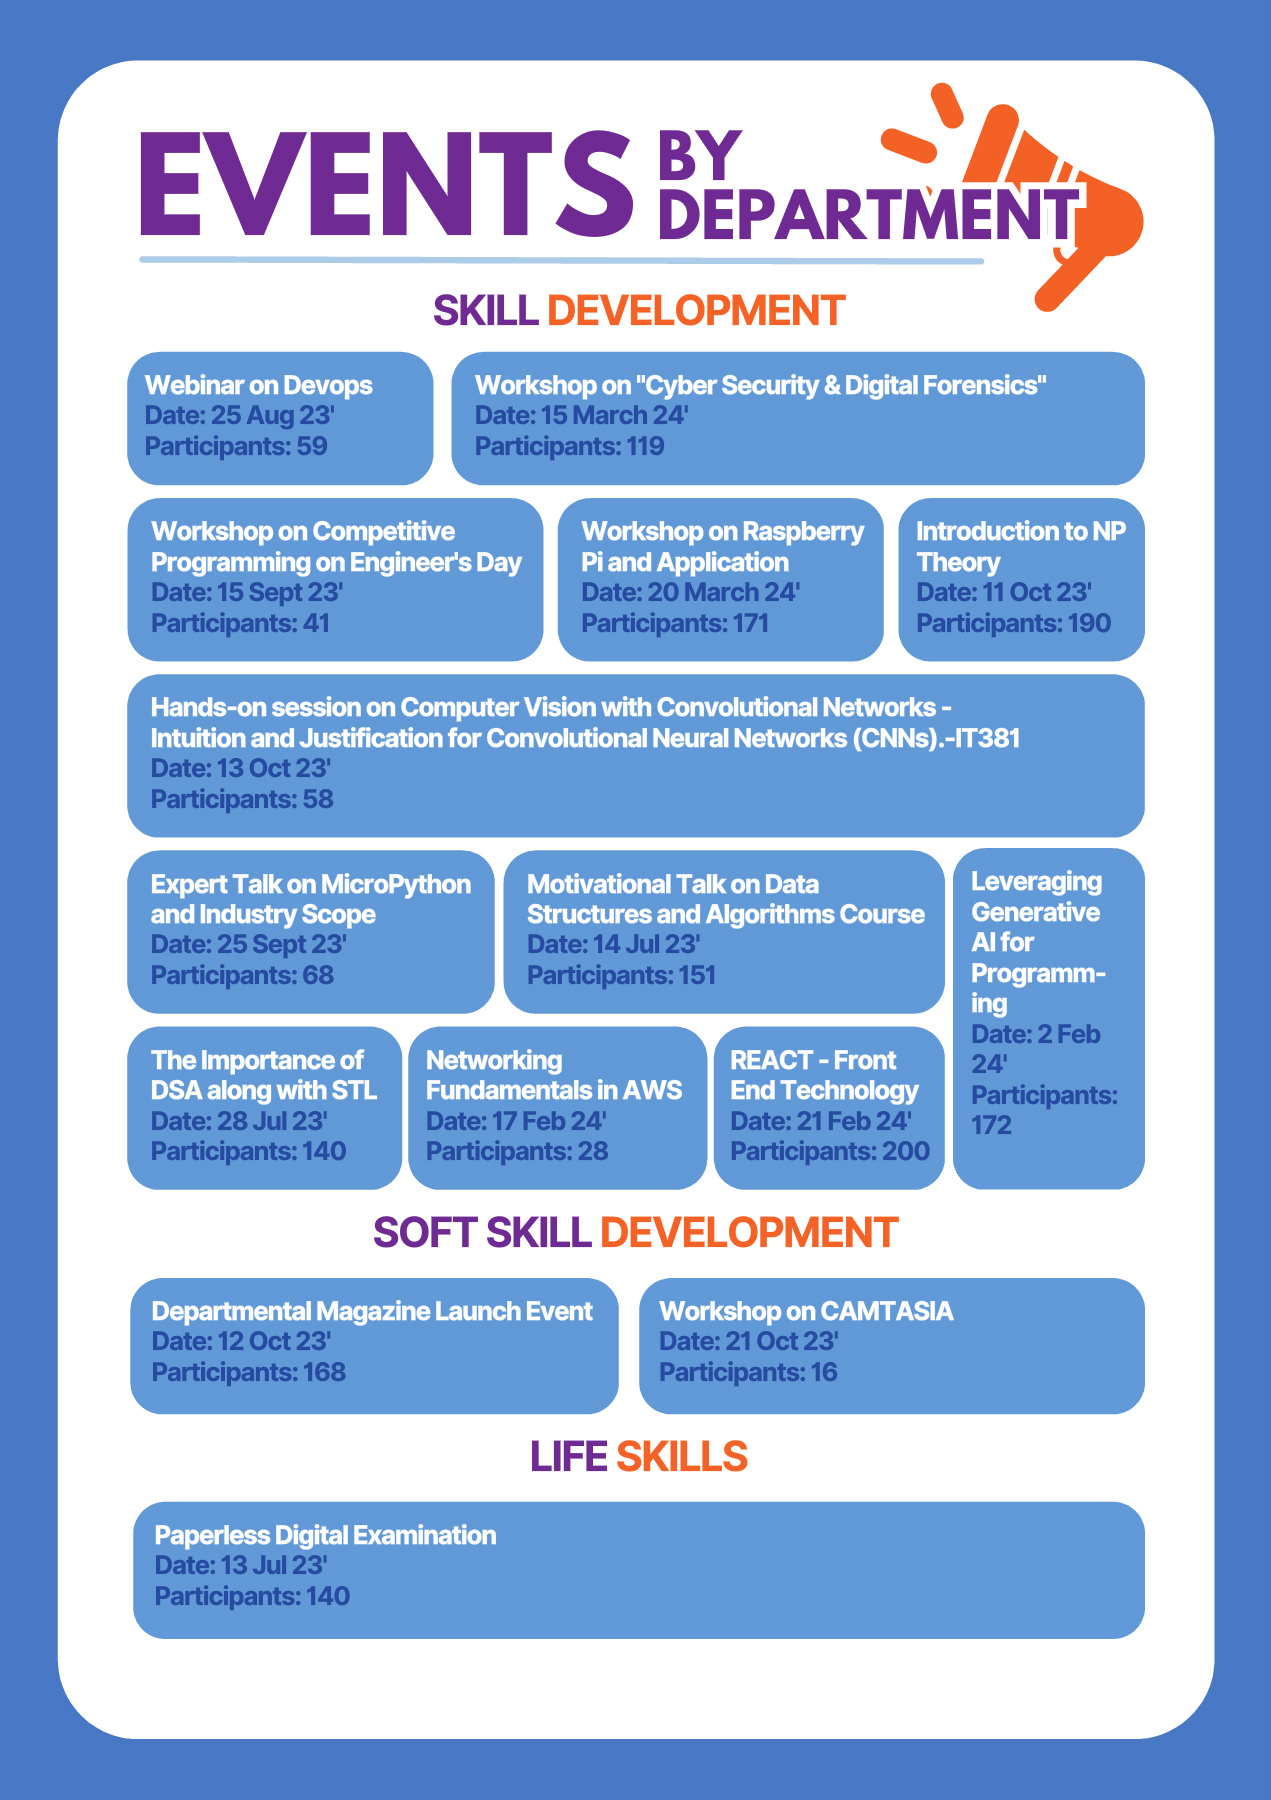 EVENTS BY
DEPARTMENT
SKILL DEVELOPMENT
Webinar on Devops
Date: 25 Aug 23'
Participants: 59
Workshop on "Cyber Security & Digital Forensics"
Date: 15 March 24'
Participants: 119
Workshop on Competitive
Programming on Engineer's Day
Date: 15 Sept 23'
Participants: 41
Workshop on Raspberry
Pi and Application
Date: 20 March 24'
Participants: 171
Introduction to NP
Theory
Date: 11 Oct 23'
Participants: 190
Hands-on session on Computer Vision with Convolutional Networks -
Intuition and Justification for Convolutional Neural Networks (CNNs).-IT381
Date: 13 Oct 23'
Participants: 58
Expert Talk on MicroPython
and Industry Scope
Date: 25 Sept 23'
Participants: 68
Motivational Talk on Data
Structures and Algorithms Course
Date: 14 Jul 23'
Participants: 151
Leveraging
Generative
AI for
Programm-
ing
Date: 2 Feb
24'
Participants:
172
The Importance of
DSA along with STL
Date: 28 Jul 23'
Participants: 140
Networking
Fundamentals in AWS
Date: 17 Feb 24'
Participants: 28
REACT - Front
End Technology
Date: 21 Feb 24'
Participants: 200
SOFT SKILL DEVELOPMENT
Departmental Magazine Launch Event
Date: 12 Oct 23'
Participants: 168
Workshop on CAMTASIA
Date: 21 Oct 23'
Participants: 16
LIFE SKILLS
Paperless Digital Examination
Date: 13 Jul 23'
Participants: 140